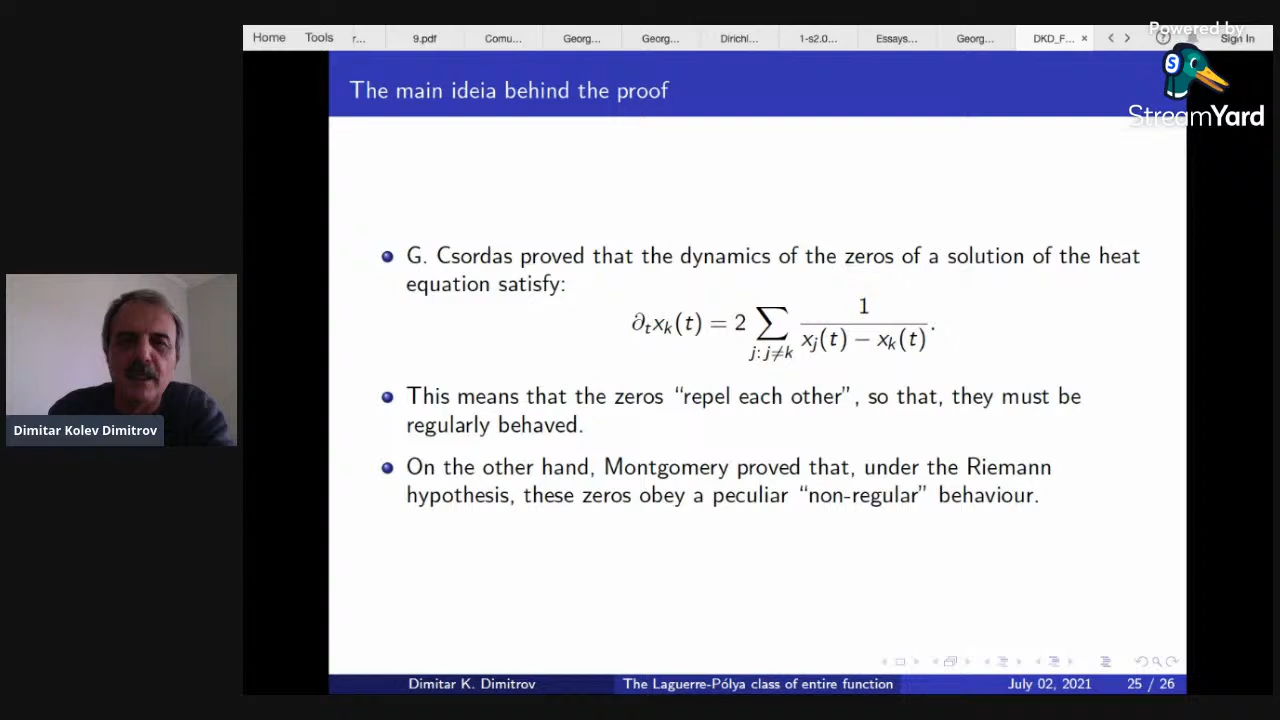 Home Tools r... 9.pdf Comu... Georg... Georg... Dirichl... 1-s2.0... Essays... Georg... DKD_F... × Sign In
Powered by
StreamYard
The main ideia behind the proof
G. Csordas proved that the dynamics of the zeros of a solution of the heat
equation satisfy:
∂ₜxₖ(t) = 2 ∑_{j: j≠k} 1 / (xⱼ(t) − xₖ(t)).
This means that the zeros “repel each other”, so that, they must be
regularly behaved.
On the other hand, Montgomery proved that, under the Riemann
hypothesis, these zeros obey a peculiar “non-regular” behaviour.
Dimitar Kolev Dimitrov
Dimitar K. Dimitrov The Laguerre-Pólya class of entire function July 02, 2021 25 / 26